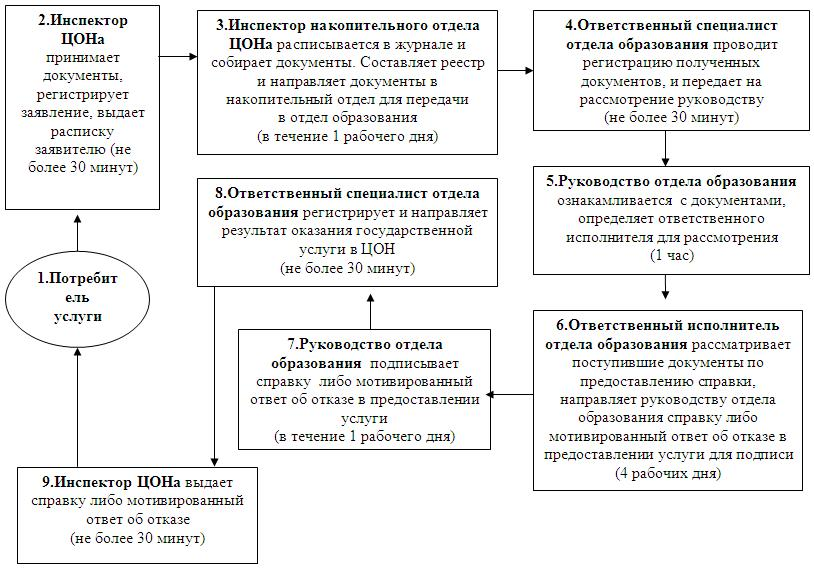 2.Инспектор
ЦОНа
принимает
документы,
регистрирует
заявление, выдает
расписку
заявителю (не
более 30 минут)
3.Инспектор накопительного отдела
ЦОНа расписывается в журнале и
собирает документы. Составляет реестр
и направляет документы в
накопительный отдел для передачи
в отдел образования
(в течение 1 рабочего дня)
4.Ответственный специалист
отдела образования проводит
регистрацию полученных
документов, и передает на
рассмотрение руководству
(не более 30 минут)
5.Руководство отдела образования
ознакамливается с документами,
определяет ответственного
исполнителя для рассмотрения
(1 час)
6.Ответственный исполнитель
отдела образования рассматривает
поступившие документы по
предоставлению справки,
направляет руководству отдела
образования справку либо
мотивированный ответ об отказе в
предоставлении услуги для подписи
(4 рабочих дня)
7.Руководство отдела
образования подписывает
справку либо мотивированный
ответ об отказе в предоставлении
услуги
(в течение 1 рабочего дня)
8.Ответственный специалист отдела
образования регистрирует и направляет
результат оказания государственной
услуги в ЦОН
(не более 30 минут)
1.Потребит
ель
услуги
9.Инспектор ЦОНа выдает
справку либо мотивированный
ответ об отказе
(не более 30 минут)